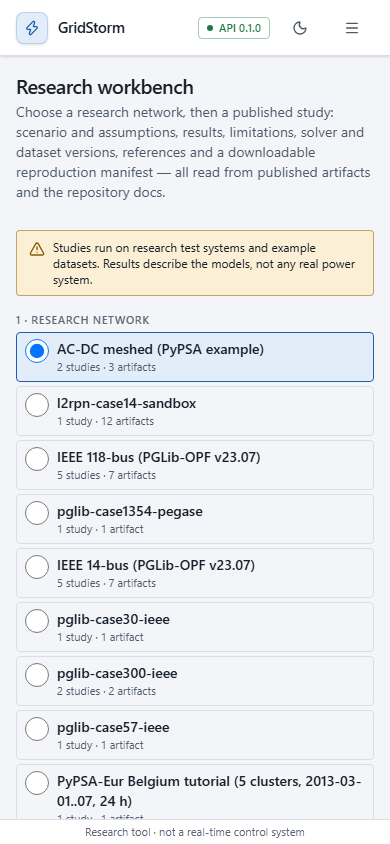 GridStorm
API 0.1.0
Research workbench
Choose a research network, then a published study:
scenario and assumptions, results, limitations, solver and
dataset versions, references and a downloadable
reproduction manifest — all read from published artifacts
and the repository docs.
Studies run on research test systems and example
datasets. Results describe the models, not any real power
system.
1 · RESEARCH NETWORK
AC-DC meshed (PyPSA example)
2 studies · 3 artifacts
l2rpn-case14-sandbox
1 study · 12 artifacts
IEEE 118-bus (PGLib-OPF v23.07)
5 studies · 7 artifacts
pglib-case1354-pegase
1 study · 1 artifact
IEEE 14-bus (PGLib-OPF v23.07)
5 studies · 7 artifacts
pglib-case30-ieee
1 study · 1 artifact
pglib-case300-ieee
2 studies · 2 artifacts
pglib-case57-ieee
1 study · 1 artifact
PyPSA-Eur Belgium tutorial (5 clusters, 2013-03-
01..07, 24 h)
Research tool · not a real-time control system